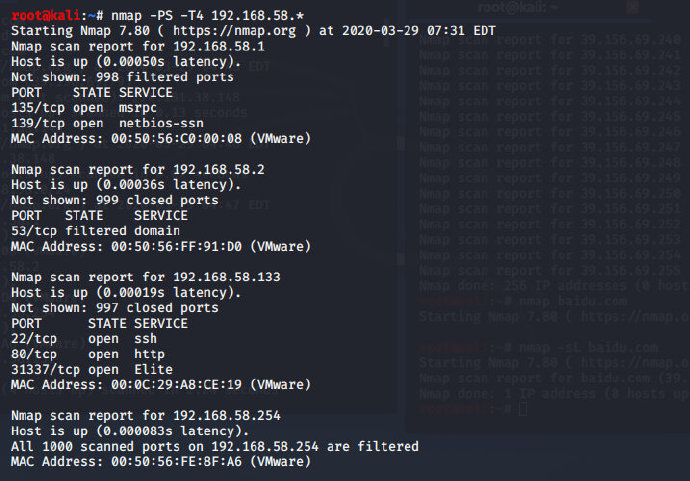 root@kali:~# nmap -PS -T4 192.168.58.*
Starting Nmap 7.80 ( https://nmap.org ) at 2020-03-29 07:31 EDT
Nmap scan report for 192.168.58.1
Host is up (0.00050s latency).
Not shown: 998 filtered ports
PORT    STATE SERVICE
135/tcp open  msrpc
139/tcp open  netbios-ssn
MAC Address: 00:50:56:C0:00:08 (VMware)

Nmap scan report for 192.168.58.2
Host is up (0.00036s latency).
Not shown: 999 closed ports
PORT   STATE    SERVICE
53/tcp filtered domain
MAC Address: 00:50:56:FF:91:D0 (VMware)

Nmap scan report for 192.168.58.133
Host is up (0.00019s latency).
Not shown: 997 closed ports
PORT      STATE SERVICE
22/tcp    open  ssh
80/tcp    open  http
31337/tcp open  Elite
MAC Address: 00:0C:29:A8:CE:19 (VMware)

Nmap scan report for 192.168.58.254
Host is up (0.000083s latency).
All 1000 scanned ports on 192.168.58.254 are filtered
MAC Address: 00:50:56:FE:8F:A6 (VMware)

root@kali: ~
Nmap scan report for 39.156.69.240
Nmap scan report for 39.156.69.241
Nmap scan report for 39.156.69.242
Nmap scan report for 39.156.69.243
Nmap scan report for 39.156.69.244
Nmap scan report for 39.156.69.245
Nmap scan report for 39.156.69.246
Nmap scan report for 39.156.69.247
Nmap scan report for 39.156.69.248
Nmap scan report for 39.156.69.249
Nmap scan report for 39.156.69.250
Nmap scan report for 39.156.69.251
Nmap scan report for 39.156.69.252
Nmap scan report for 39.156.69.253
Nmap scan report for 39.156.69.254
Nmap scan report for 39.156.69.255
Nmap done: 256 IP addresses (0 host
root@kali:~# nmap baidu.com
Starting Nmap 7.80 ( https://nmap.o
root@kali:~# nmap -sL baidu.com
Starting Nmap 7.80 ( https://nmap.o
Nmap scan report for baidu.com (39.
Nmap done: 1 IP address (0 hosts up
root@kali:~#